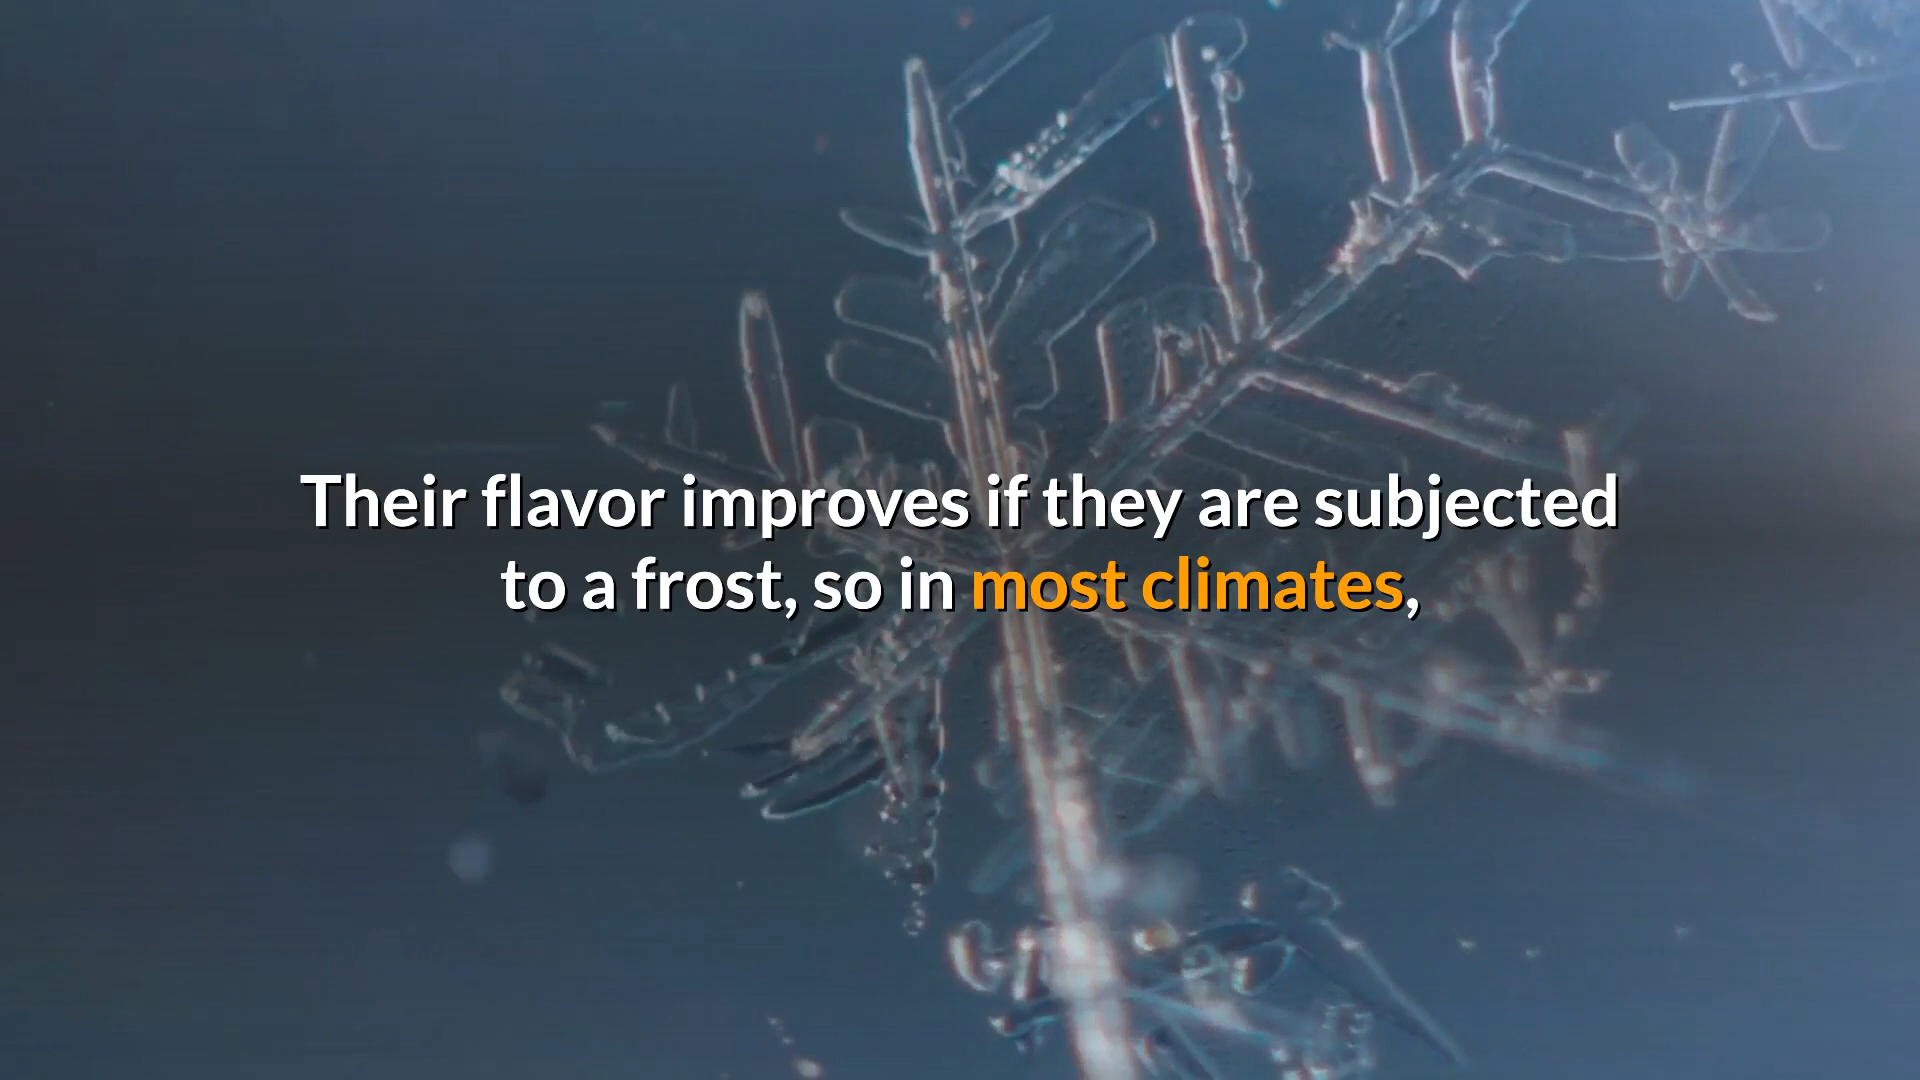 Their flavor improves if they are subjected
to a frost, so in most climates,